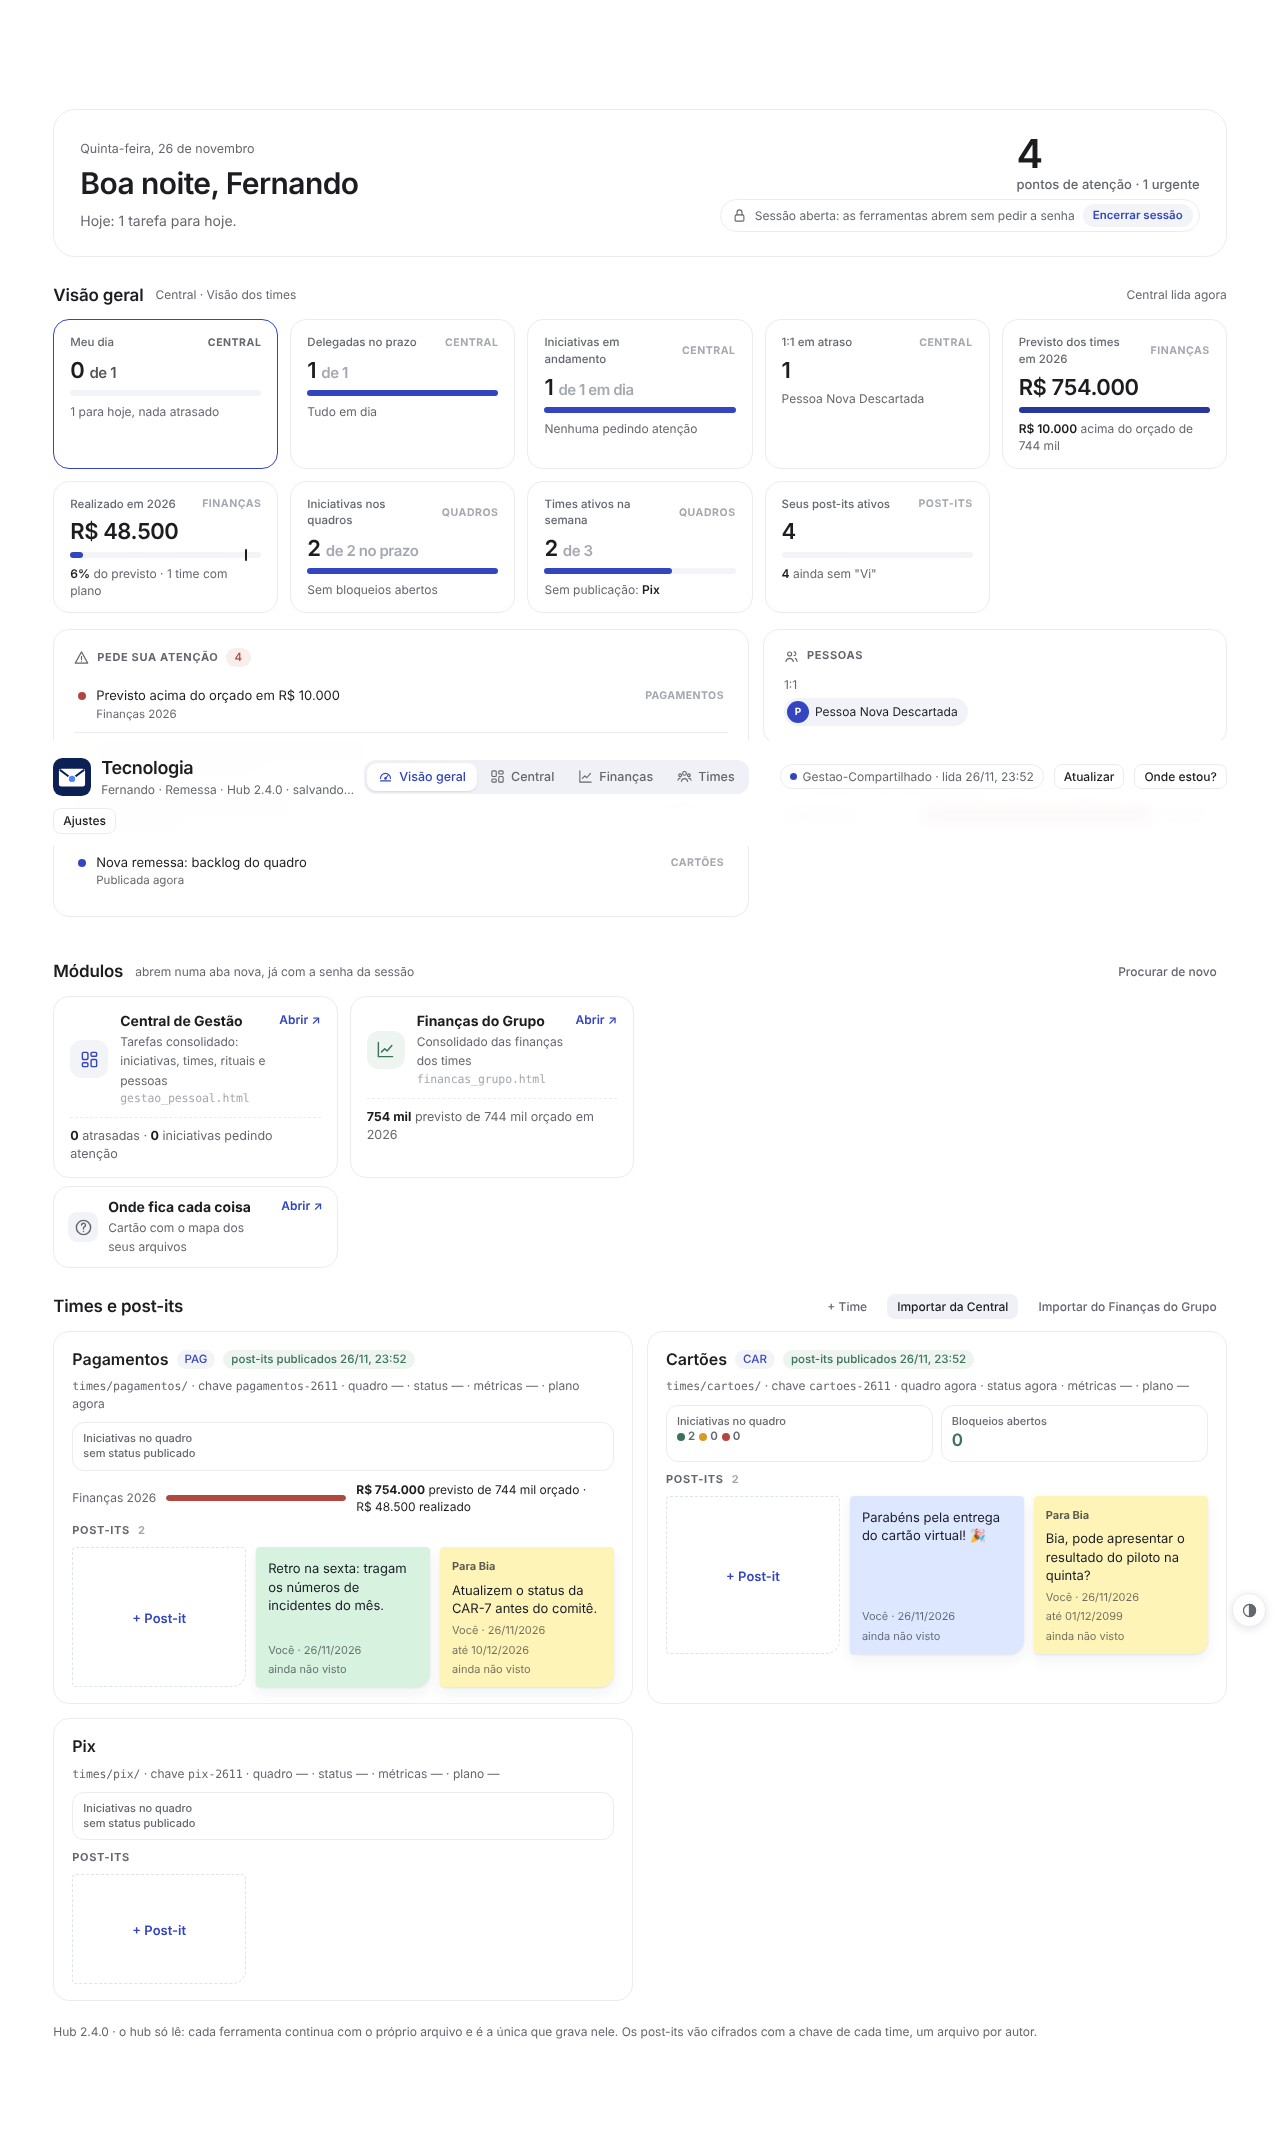 Quinta-feira, 26 de novembro
Boa noite, Fernando
Hoje: 1 tarefa para hoje.
4
pontos de atenção · 1 urgente
Sessão aberta: as ferramentas abrem sem pedir a senha
Encerrar sessão
Visão geral
Central · Visão dos times
Central lida agora
Meu dia
CENTRAL
0 de 1
1 para hoje, nada atrasado
Delegadas no prazo
CENTRAL
1 de 1
Tudo em dia
Iniciativas em
andamento
CENTRAL
1 de 1 em dia
Nenhuma pedindo atenção
1:1 em atraso
CENTRAL
1
Pessoa Nova Descartada
Previsto dos times
em 2026
FINANÇAS
R$ 754.000
R$ 10.000 acima do orçado de
744 mil
Realizado em 2026
FINANÇAS
R$ 48.500
6% do previsto · 1 time com
plano
Iniciativas nos
quadros
QUADROS
2 de 2 no prazo
Sem bloqueios abertos
Times ativos na
semana
QUADROS
2 de 3
Sem publicação: Pix
Seus post-its ativos
POST-ITS
4
4 ainda sem "Vi"
PEDE SUA ATENÇÃO 4
Previsto acima do orçado em R$ 10.000
PAGAMENTOS
Finanças 2026
PESSOAS
1:1
P
Pessoa Nova Descartada
Tecnologia
Fernando · Remessa · Hub 2.4.0 · salvando...
Visão geral
Central
Finanças
Times
Gestao-Compartilhado · lida 26/11, 23:52
Atualizar
Onde estou?
Ajustes
Nova remessa: backlog do quadro
CARTÕES
Publicada agora
Módulos
abrem numa aba nova, já com a senha da sessão
Procurar de novo
Central de Gestão
Abrir
Tarefas consolidado:
iniciativas, times, rituais e
pessoas
gestao_pessoal.html
0 atrasadas · 0 iniciativas pedindo
atenção
Finanças do Grupo
Abrir
Consolidado das finanças
dos times
financas_grupo.html
754 mil previsto de 744 mil orçado em
2026
Onde fica cada coisa
Abrir
Cartão com o mapa dos
seus arquivos
Times e post-its
+ Time
Importar da Central
Importar do Finanças do Grupo
Pagamentos
PAG
post-its publicados 26/11, 23:52
times/pagamentos/ · chave pagamentos-2611 · quadro — · status — · métricas — · plano
agora
Iniciativas no quadro
sem status publicado
Finanças 2026
R$ 754.000 previsto de 744 mil orçado ·
R$ 48.500 realizado
POST-ITS 2
+ Post-it
Retro na sexta: tragam
os números de
incidentes do mês.
Você · 26/11/2026
ainda não visto
Para Bia
Atualizem o status da
CAR-7 antes do comitê.
Você · 26/11/2026
até 10/12/2026
ainda não visto
Cartões
CAR
post-its publicados 26/11, 23:52
times/cartoes/ · chave cartoes-2611 · quadro agora · status agora · métricas — · plano —
Iniciativas no quadro
2 0 0
Bloqueios abertos
0
POST-ITS 2
+ Post-it
Parabéns pela entrega
do cartão virtual! 🎉
Você · 26/11/2026
ainda não visto
Para Bia
Bia, pode apresentar o
resultado do piloto na
quinta?
Você · 26/11/2026
até 01/12/2099
ainda não visto
Pix
times/pix/ · chave pix-2611 · quadro — · status — · métricas — · plano —
Iniciativas no quadro
sem status publicado
POST-ITS
+ Post-it
Hub 2.4.0 · o hub só lê: cada ferramenta continua com o próprio arquivo e é a única que grava nele. Os post-its vão cifrados com a chave de cada time, um arquivo por autor.